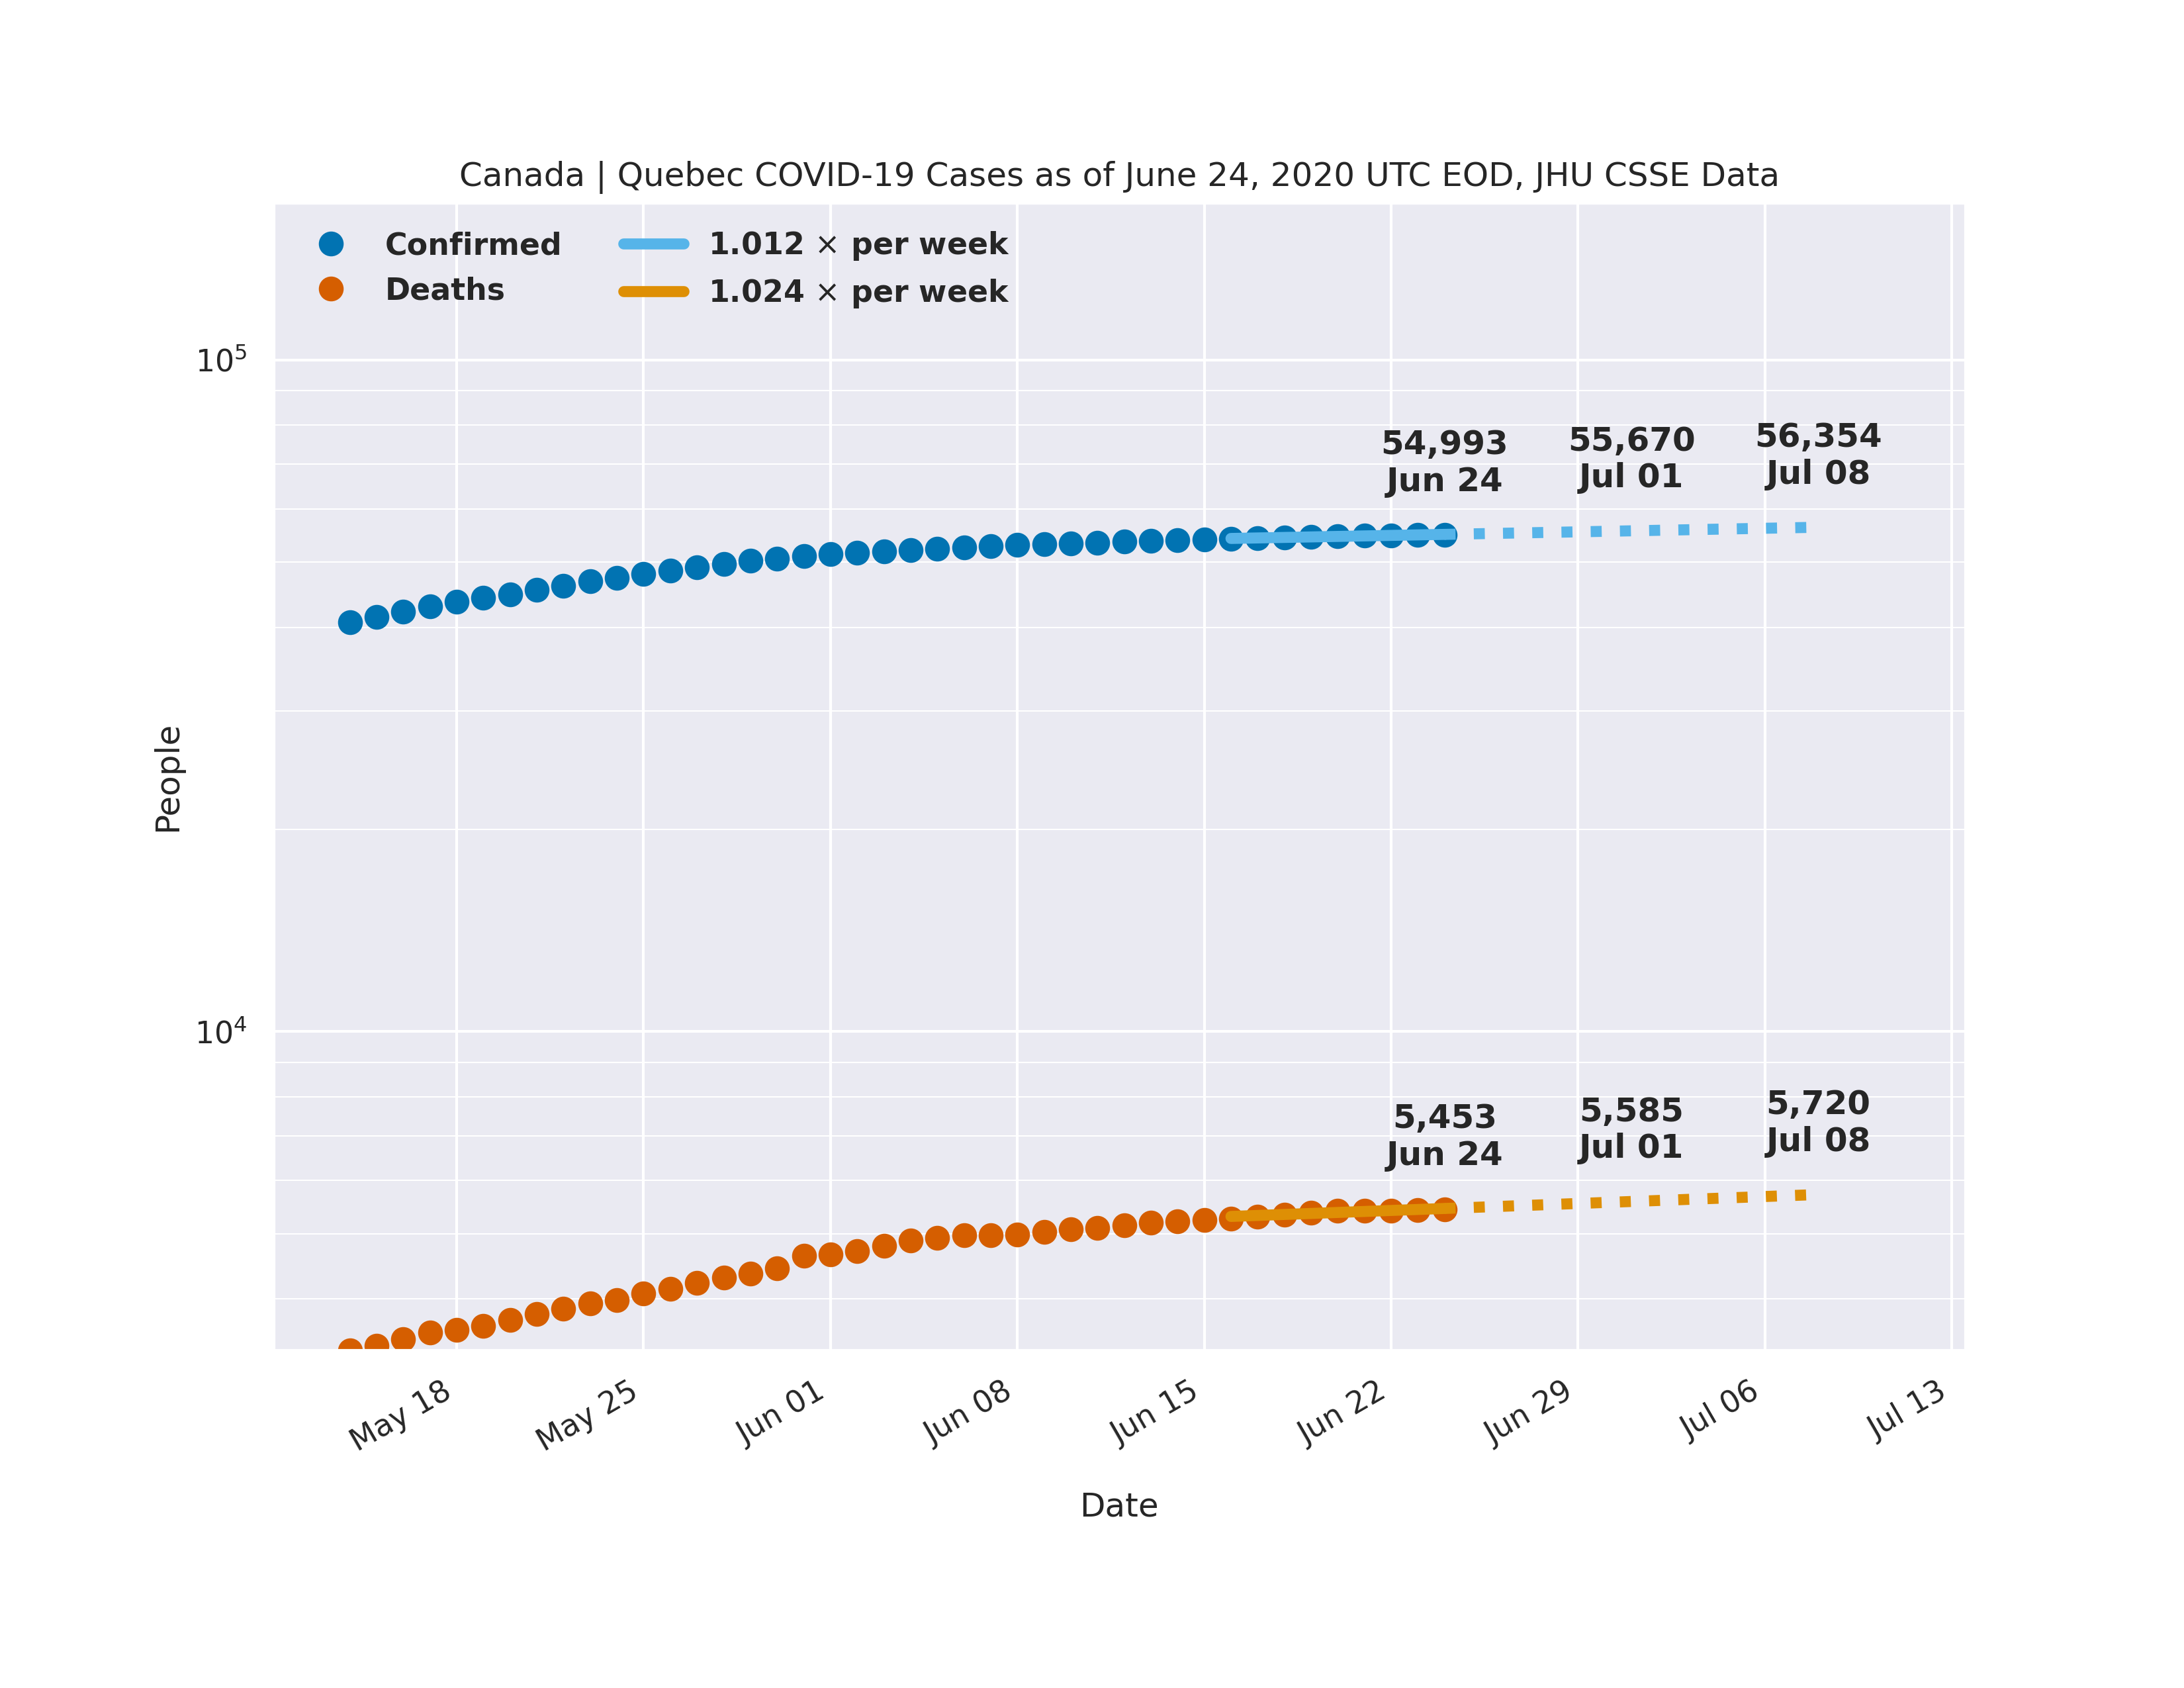 Canada | Quebec COVID-19 Cases as of June 24, 2020 UTC EOD, JHU CSSE Data
Confirmed
Deaths
1.012 × per week
1.024 × per week
10⁵
10⁴
People
54,993
Jun 24
55,670
Jul 01
56,354
Jul 08
5,453
Jun 24
5,585
Jul 01
5,720
Jul 08
May 18
May 25
Jun 01
Jun 08
Jun 15
Jun 22
Jun 29
Jul 06
Jul 13
Date